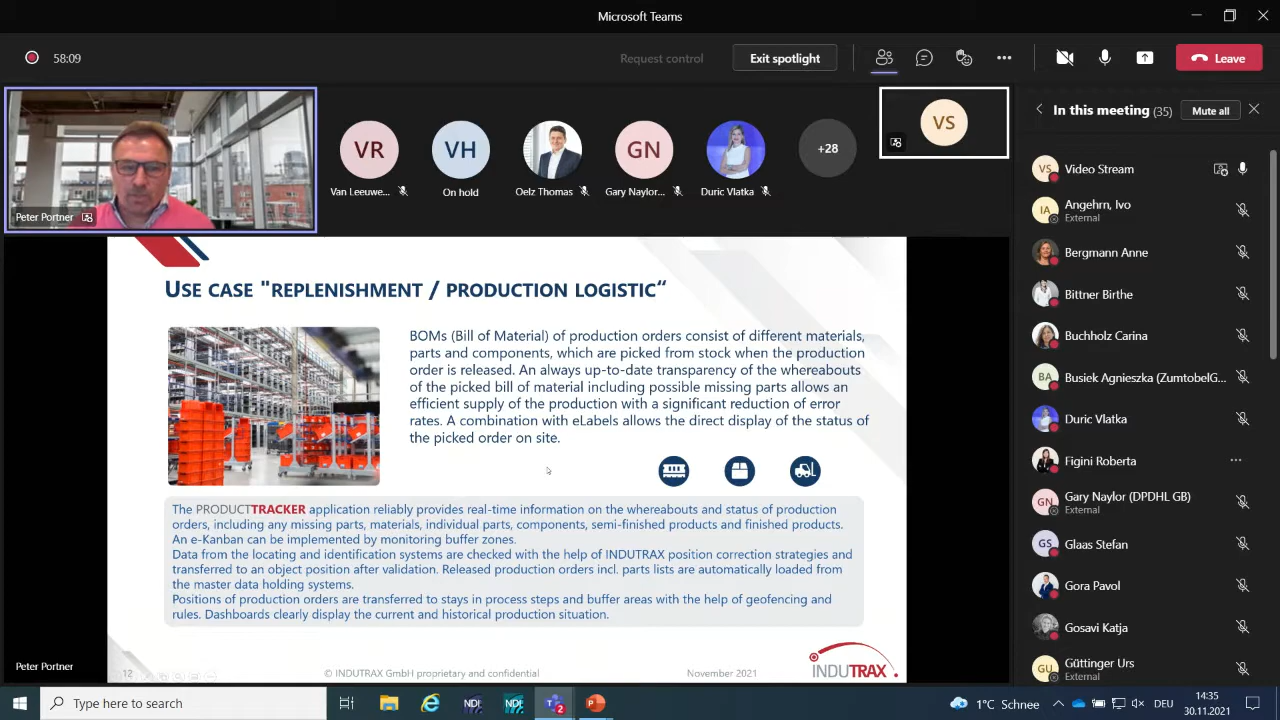 Microsoft Teams
58:09
Request control
Exit spotlight
Leave
Peter Portner
VR
Van Leeuwe...
VH
On hold
Oelz Thomas
GN
Gary Naylor...
Duric Vlatka
+28
VS
In this meeting (35)
Mute all
VS
Video Stream
IA
Angehrn, Ivo
External
Bergmann Anne
Bittner Birthe
Buchholz Carina
BA
Busiek Agnieszka (ZumtobelG...
Duric Vlatka
Figini Roberta
GN
Gary Naylor (DPDHL GB)
External
GS
Glaas Stefan
Gora Pavol
Gosavi Katja
GU
Güttinger Urs
External
USE CASE "REPLENISHMENT / PRODUCTION LOGISTIC“
BOMs (Bill of Material) of production orders consist of different materials,
parts and components, which are picked from stock when the production
order is released. An always up-to-date transparency of the whereabouts
of the picked bill of material including possible missing parts allows an
efficient supply of the production with a significant reduction of error
rates. A combination with eLabels allows the direct display of the status of
the picked order on site.
The PRODUCTTRACKER application reliably provides real-time information on the whereabouts and status of production
orders, including any missing parts, materials, individual parts, components, semi-finished products and finished products.
An e-Kanban can be implemented by monitoring buffer zones.
Data from the locating and identification systems are checked with the help of INDUTRAX position correction strategies and
transferred to an object position after validation. Released production orders incl. parts lists are automatically loaded from
the master data holding systems.
Positions of production orders are transferred to stays in process steps and buffer areas with the help of geofencing and
rules. Dashboards clearly display the current and historical production situation.
Peter Portner
12
© INDUTRAX GmbH proprietary and confidential
November 2021
INDUTRAX
Type here to search
NDI
NDI
2
1°C Schnee
DEU
14:35
30.11.2021